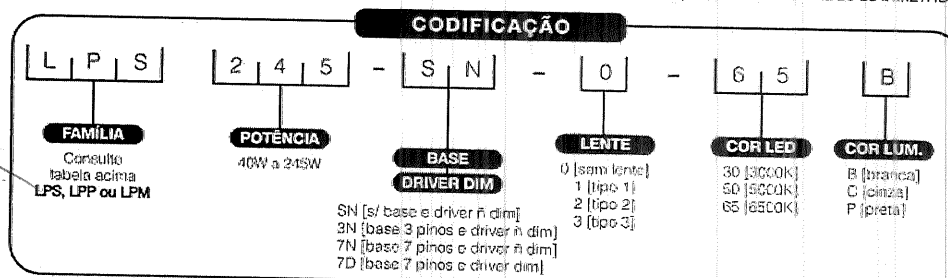 CODIFICAÇÃO
L P S 2 4 5 - S N - 0 - 6 5 B
FAMÍLIA
Consulte
tabela acima
LPS, LPP ou LPM
POTÊNCIA
40W a 245W
BASE
DRIVER DIM
SN [s/ base e driver ñ dim]
3N [base 3 pinos e driver ñ dim]
7N [base 7 pinos e driver ñ dim]
7D [base 7 pinos e driver dim]
LENTE
0 [sem lente]
1 [tipo 1]
2 [tipo 2]
3 [tipo 3]
COR LED
30 [3000K]
50 [5000K]
65 [6500K]
COR LUM.
B [branca]
C [cinza]
P [preta]